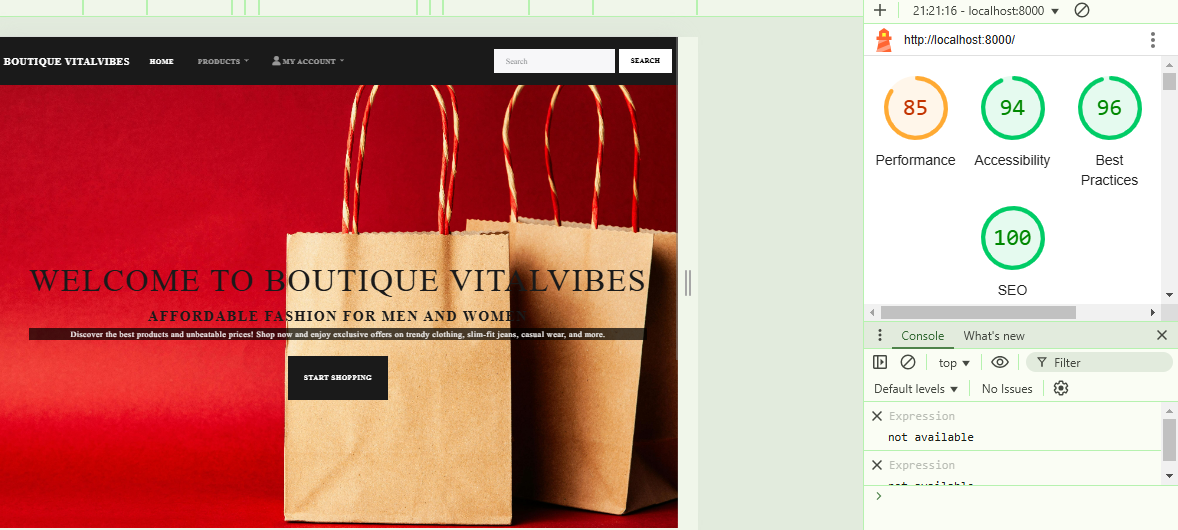 21:21:16 - localhost:8000
http://localhost:8000/
BOUTIQUE VITALVIBES HOME PRODUCTS MY ACCOUNT Search SEARCH
85 94 96
Performance Accessibility Best
Practices
100
SEO
WELCOME TO BOUTIQUE VITALVIBES
AFFORDABLE FASHION FOR MEN AND WOMEN
Discover the best products and unbeatable prices! Shop now and enjoy exclusive offers on trendy clothing, slim-fit jeans, casual wear, and more.
START SHOPPING
Console What's new
top Filter
Default levels No Issues
Expression
not available
Expression
not available